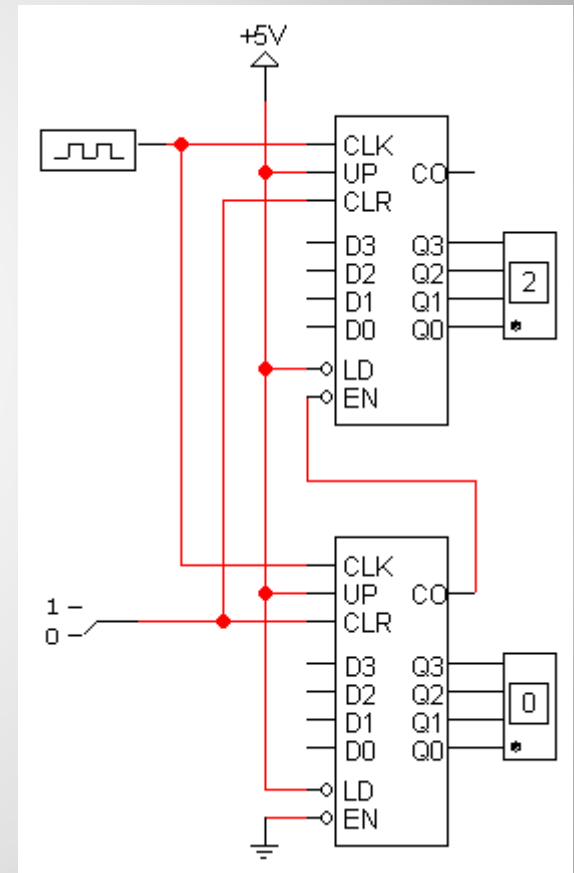 +5V
CLK
UP CO
CLR
D3 Q3
D2 Q2
2
D1 Q1
D0 Q0
LD
EN
CLK
1
UP CO
CLR
0
D3 Q3
D2 Q2
0
D1 Q1
D0 Q0
LD
EN